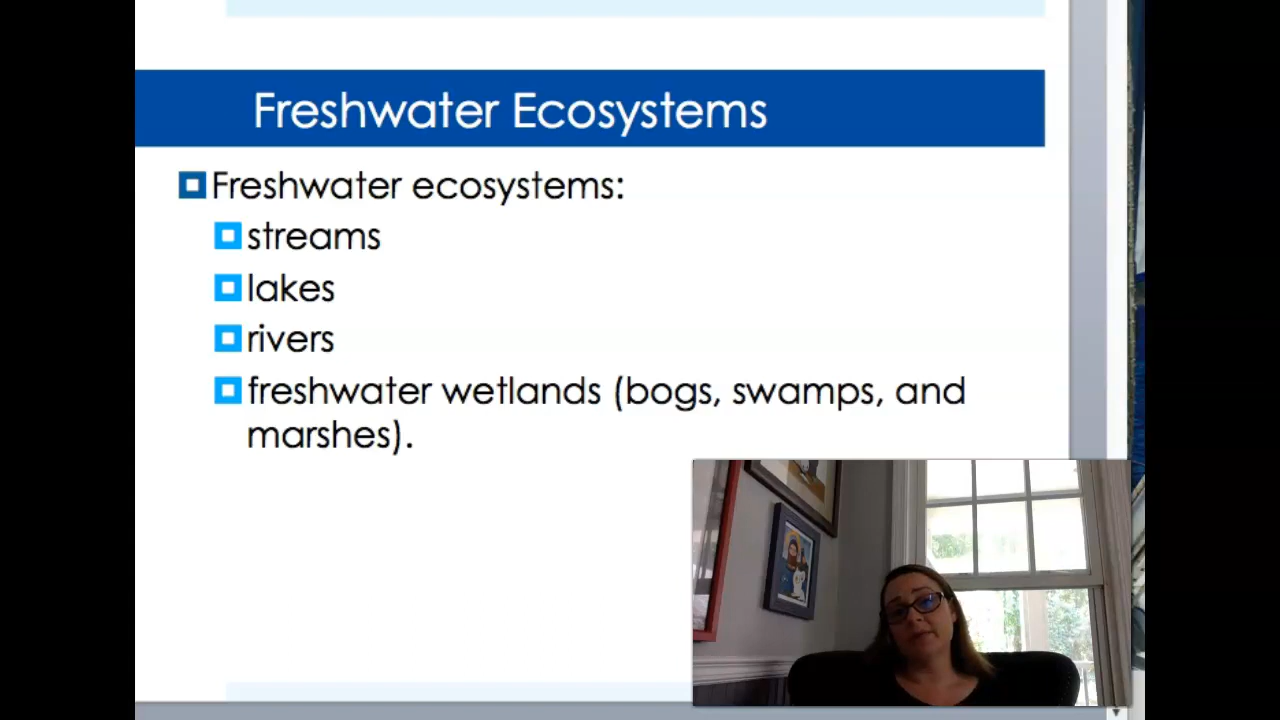 Freshwater Ecosystems
Freshwater ecosystems:
streams
lakes
rivers
freshwater wetlands (bogs, swamps, and
marshes).